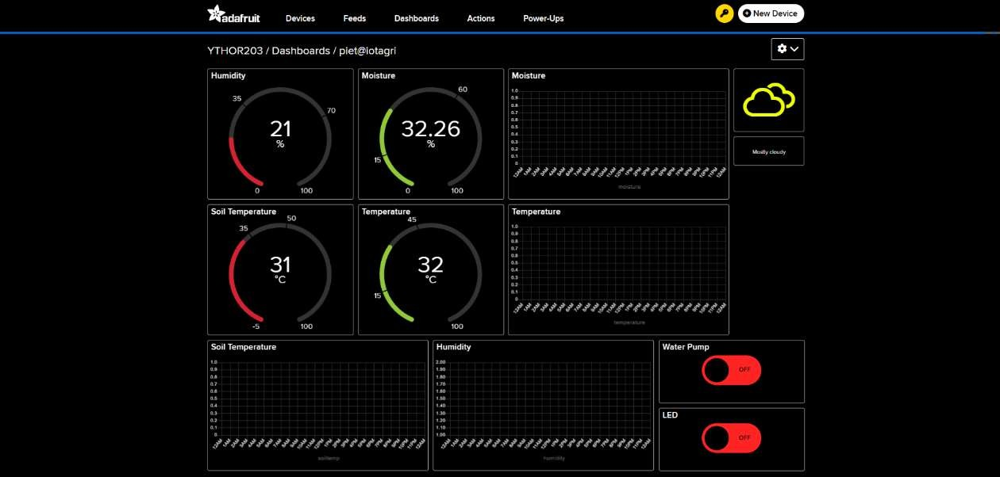 adafruit
Devices
Feeds
Dashboards
Actions
Power-Ups
New Device
YTHOR203 / Dashboards / piet@iotagri
Humidity
35
70
21
%
0
100
Moisture
60
15
32.26
%
0
100
Moisture
1.0
0.9
0.8
0.7
0.6
0.5
0.4
0.3
0.2
0.1
0
12AM 1AM 2AM 3AM 4AM 5AM 6AM 7AM 8AM 9AM 10AM 11AM 12PM 1PM 2PM 3PM 4PM 5PM 6PM 7PM 8PM 9PM 10PM 11PM 12AM
moisture
Mostly cloudy
Soil Temperature
50
35
31
°C
-5
100
Temperature
45
15
32
°C
100
Temperature
1.0
0.9
0.8
0.7
0.6
0.5
0.4
0.3
0.2
0.1
0
12AM 1AM 2AM 3AM 4AM 5AM 6AM 7AM 8AM 9AM 10AM 11AM 12PM 1PM 2PM 3PM 4PM 5PM 6PM 7PM 8PM 9PM 10PM 11PM 12AM
temperature
Soil Temperature
1.0
0.9
0.8
0.7
0.6
0.5
0.4
0.3
0.2
0.1
0
12AM 1AM 2AM 3AM 4AM 5AM 6AM 7AM 8AM 9AM 10AM 11AM 12PM 1PM 2PM 3PM 4PM 5PM 6PM 7PM 8PM 9PM 10PM 11PM 12AM
soiltemp
Humidity
2.00
1.90
1.80
1.70
1.60
1.50
1.40
1.30
1.20
1.10
1.00
12AM 1AM 2AM 3AM 4AM 5AM 6AM 7AM 8AM 9AM 10AM 11AM 12PM 1PM 2PM 3PM 4PM 5PM 6PM 7PM 8PM 9PM 10PM 11PM 12AM
humidity
Water Pump
OFF
LED
OFF